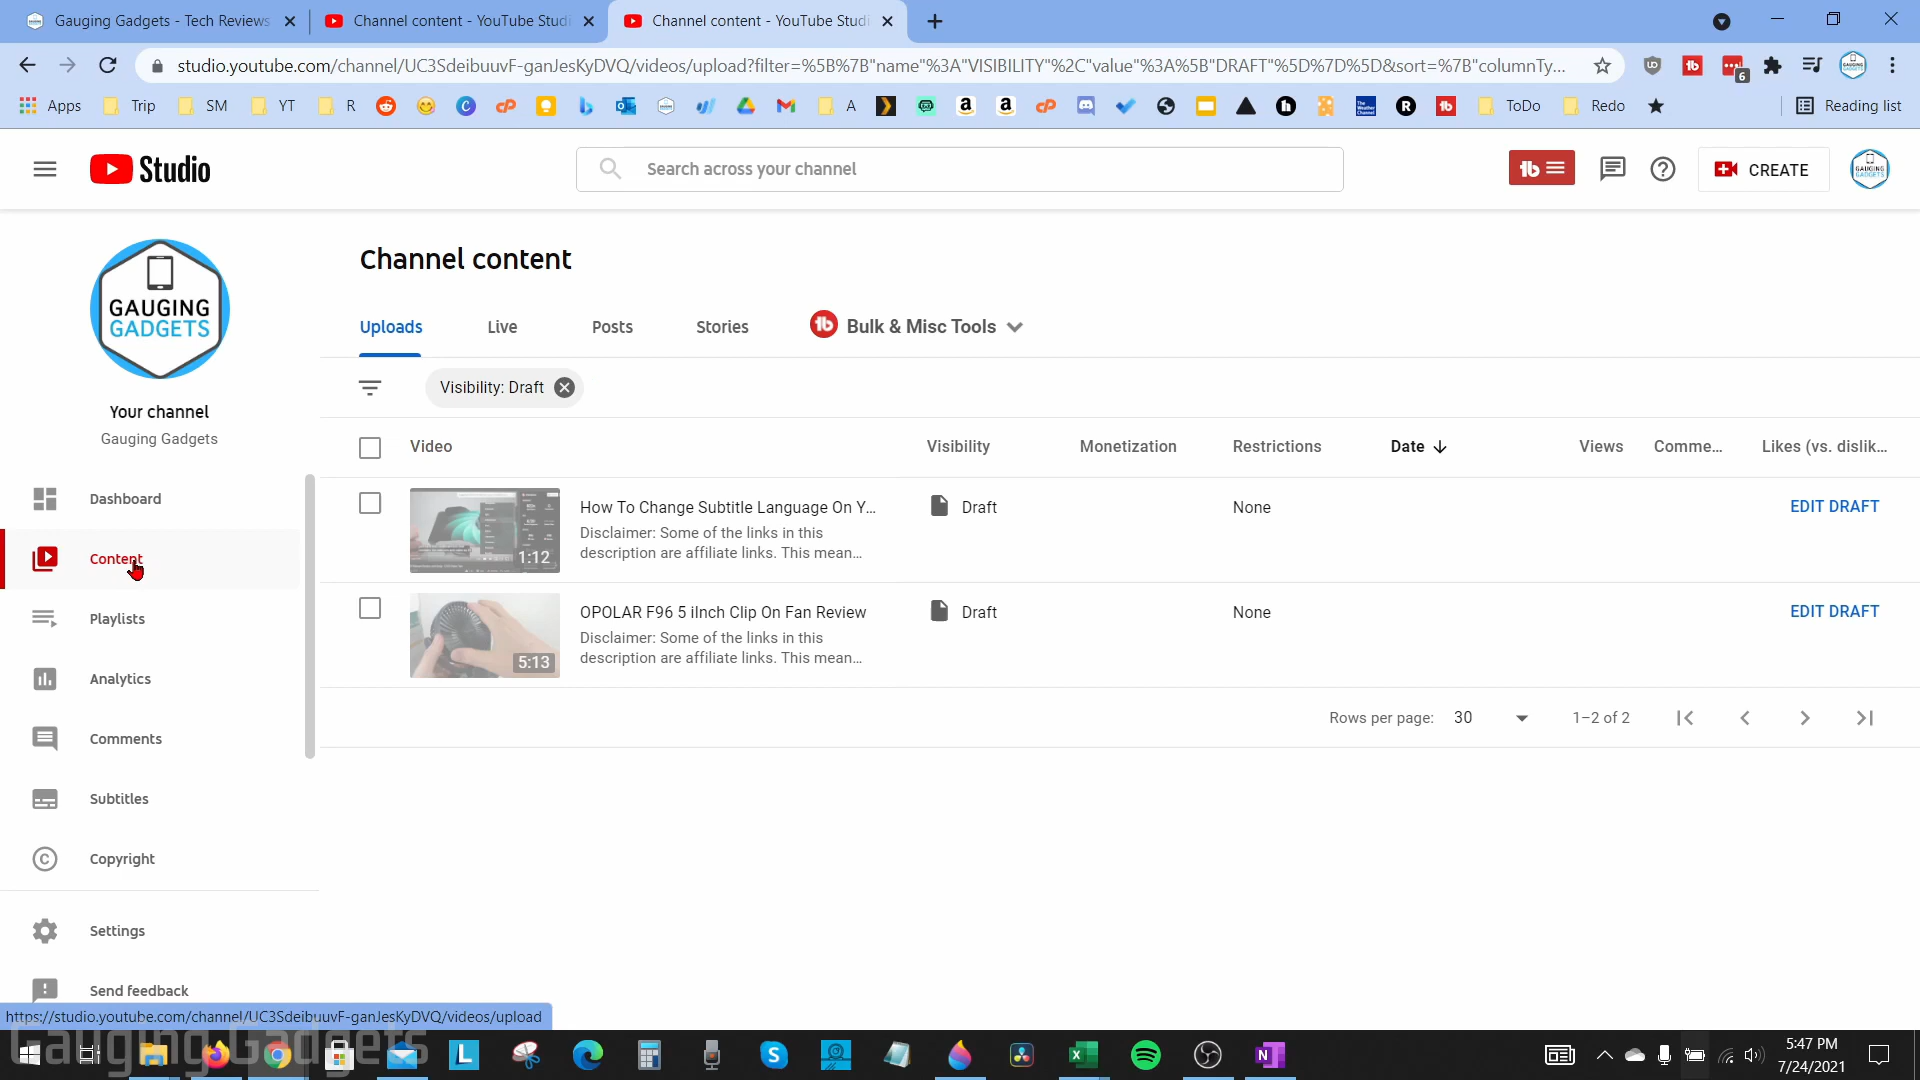 Gauging Gadgets - Tech Reviews
Channel content - YouTube Studi
Channel content - YouTube Studi
studio.youtube.com/channel/UC3SdeibuuvF-ganJesKyDVQ/videos/upload?filter=%5B%7B"name"%3A"VISIBILITY"%2C"value"%3A%5B"DRAFT"%5D%7D%5D&sort=%7B"columnTy...
6
Apps
Trip
SM
YT
R
A
ToDo
Redo
Reading list
Studio
Search across your channel
CREATE
GAUGING
GADGETS
Your channel
Gauging Gadgets
Dashboard
Content
Playlists
Analytics
Comments
Subtitles
Copyright
Settings
Send feedback
Channel content
Uploads
Live
Posts
Stories
Bulk & Misc Tools
Visibility: Draft
Video
Visibility
Monetization
Restrictions
Date
Views
Comme...
Likes (vs. dislik...
1:12
How To Change Subtitle Language On Y...
Disclaimer: Some of the links in this
description are affiliate links. This mean...
Draft
None
EDIT DRAFT
5:13
OPOLAR F96 5 iInch Clip On Fan Review
Disclaimer: Some of the links in this
description are affiliate links. This mean...
Draft
None
EDIT DRAFT
Rows per page:
30
1–2 of 2
https://studio.youtube.com/channel/UC3SdeibuuvF-ganJesKyDVQ/videos/upload
Gauging Gadgets
5:47 PM
7/24/2021